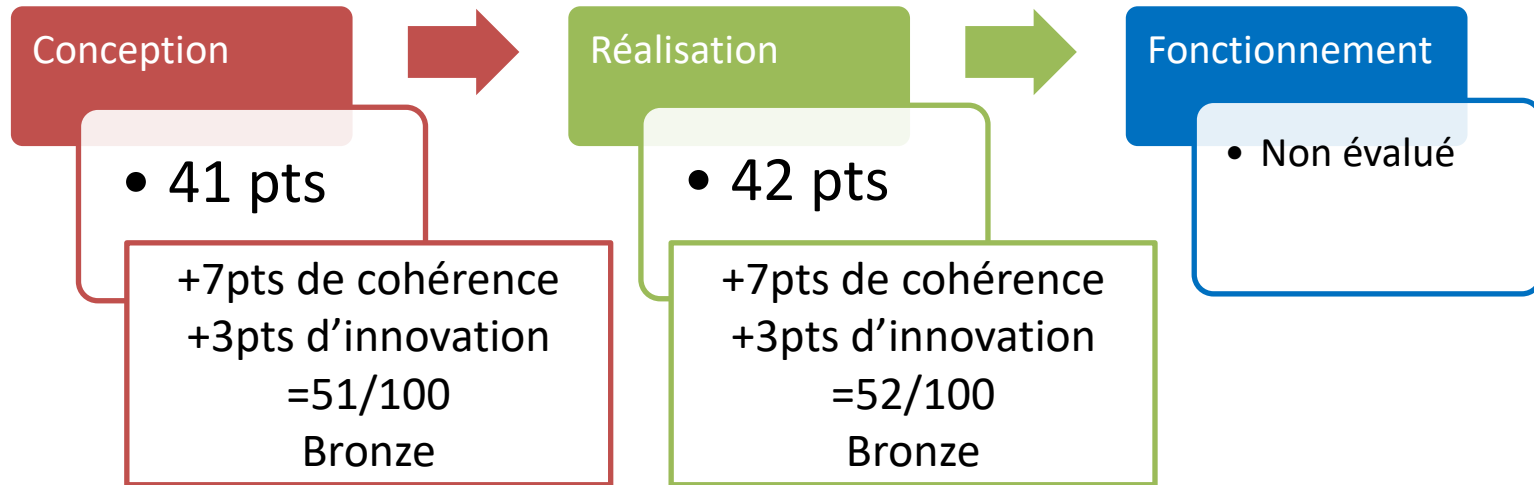 Conception
• 41 pts
+7pts de cohérence
+3pts d’innovation
=51/100
Bronze
Réalisation
• 42 pts
+7pts de cohérence
+3pts d’innovation
=52/100
Bronze
Fonctionnement
• Non évalué